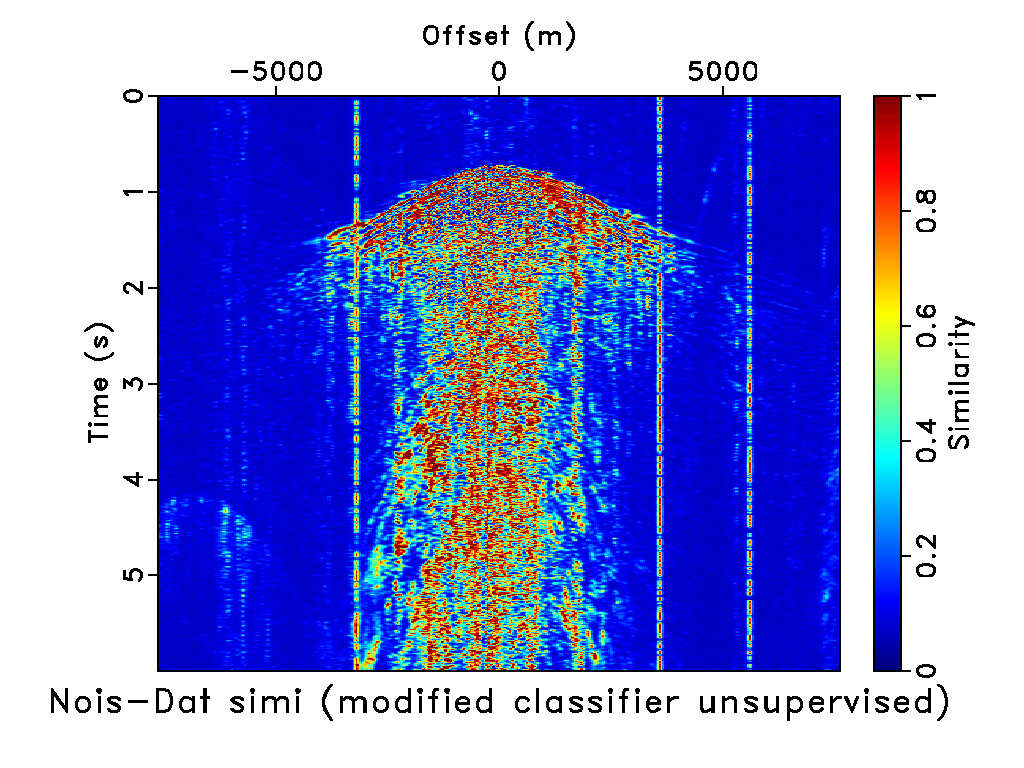 Offset (m)
−5000 0 5000
0
1
2
3
4
5
Time (s)
1
0.8
0.6
0.4
0.2
0
Similarity
Nois−Dat simi (modified classifier unsupervised)